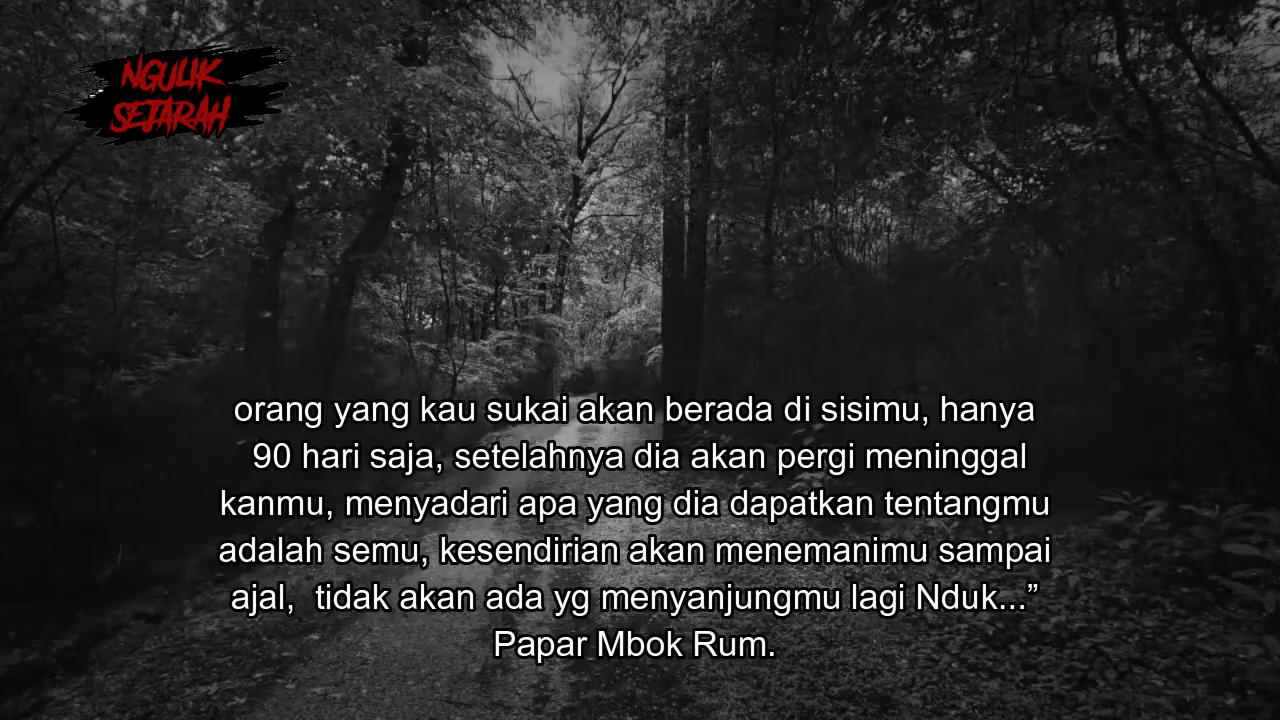 NGULIK
SEJARAH
orang yang kau sukai akan berada di sisimu, hanya
90 hari saja, setelahnya dia akan pergi meninggal
kanmu, menyadari apa yang dia dapatkan tentangmu
adalah semu, kesendirian akan menemanimu sampai
ajal,  tidak akan ada yg menyanjungmu lagi Nduk...”
Papar Mbok Rum.